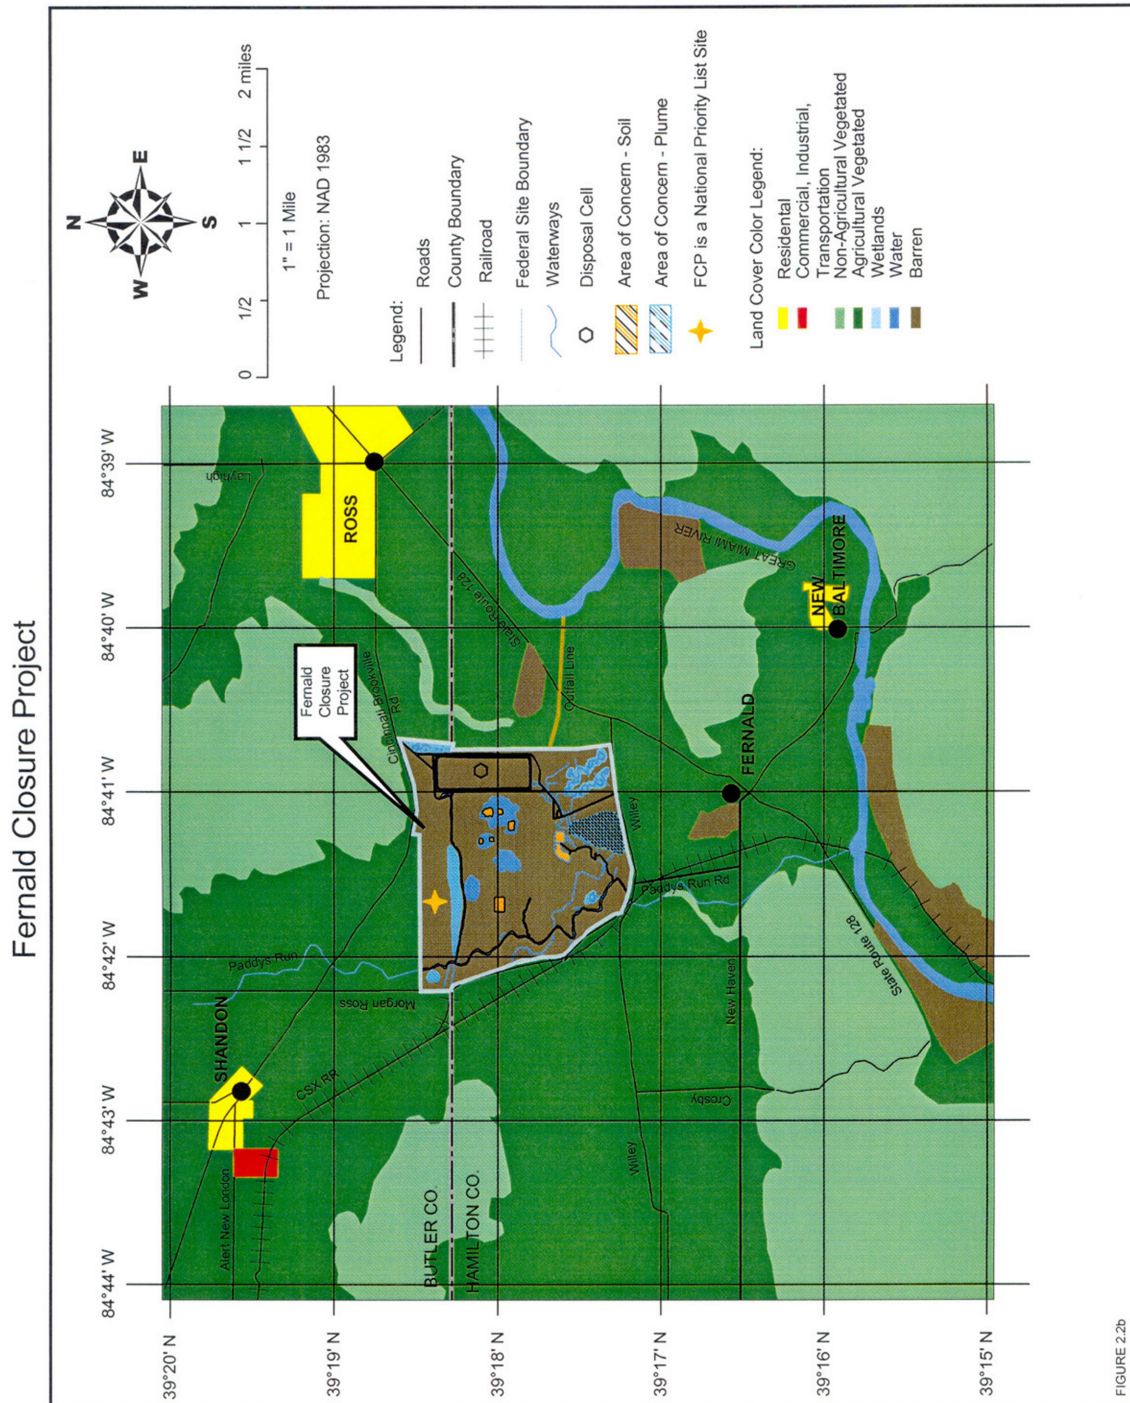 Fernald Closure Project
N
W
E
S
0
1/2
1
1 1/2
2 miles
1" = 1 Mile
Projection: NAD 1983
Legend:
Roads
County Boundary
Railroad
Federal Site Boundary
Waterways
Disposal Cell
Area of Concern - Soil
Area of Concern - Plume
FCP is a National Priority List Site
Land Cover Color Legend:
Residental
Commercial, Industrial,
Transportation
Non-Agricultural Vegetated
Agricultural Vegetated
Wetlands
Water
Barren
84°44' W
84°43' W
84°42' W
84°41' W
84°40' W
84°39' W
39°20' N
39°19' N
39°18' N
39°17' N
39°16' N
39°15' N
SHANDON
Alert New London
CSX RR
Morgan Ross
Paddys Run
Fernald
Closure
Project
Cincinnati-Brookville
Rd
ROSS
Layhigh
BUTLER CO.
HAMILTON CO.
State Route 128
Outfall Line
GREAT MIAMI RIVER
Willey
Willey
Crosby
New Haven
Paddys Run Rd
FERNALD
NEW
BALTIMORE
State Route 128
FIGURE 2.2b